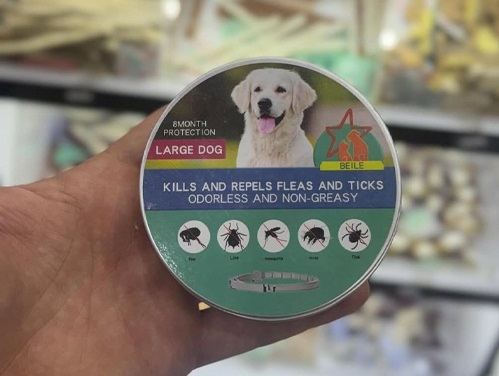 8MONTH
PROTECTION
LARGE DOG
BEILE
KILLS AND REPELS FLEAS AND TICKS
ODORLESS AND NON-GREASY